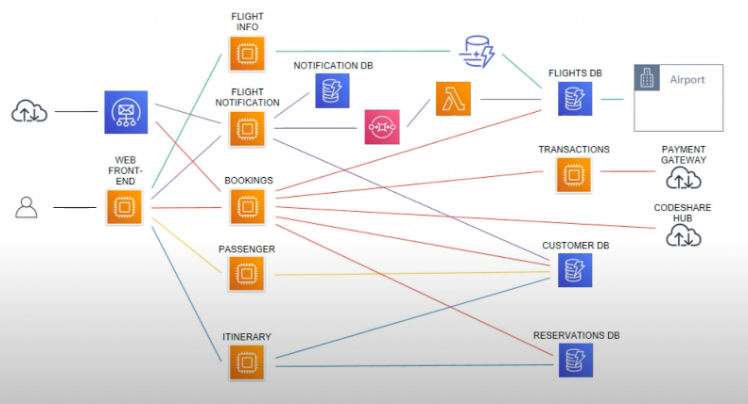 FLIGHT
INFO
NOTIFICATION DB
FLIGHT
NOTIFICATION
FLIGHTS DB
Airport
WEB
FRONT-
END
BOOKINGS
TRANSACTIONS
PAYMENT
GATEWAY
CODESHARE
HUB
PASSENGER
CUSTOMER DB
ITINERARY
RESERVATIONS DB